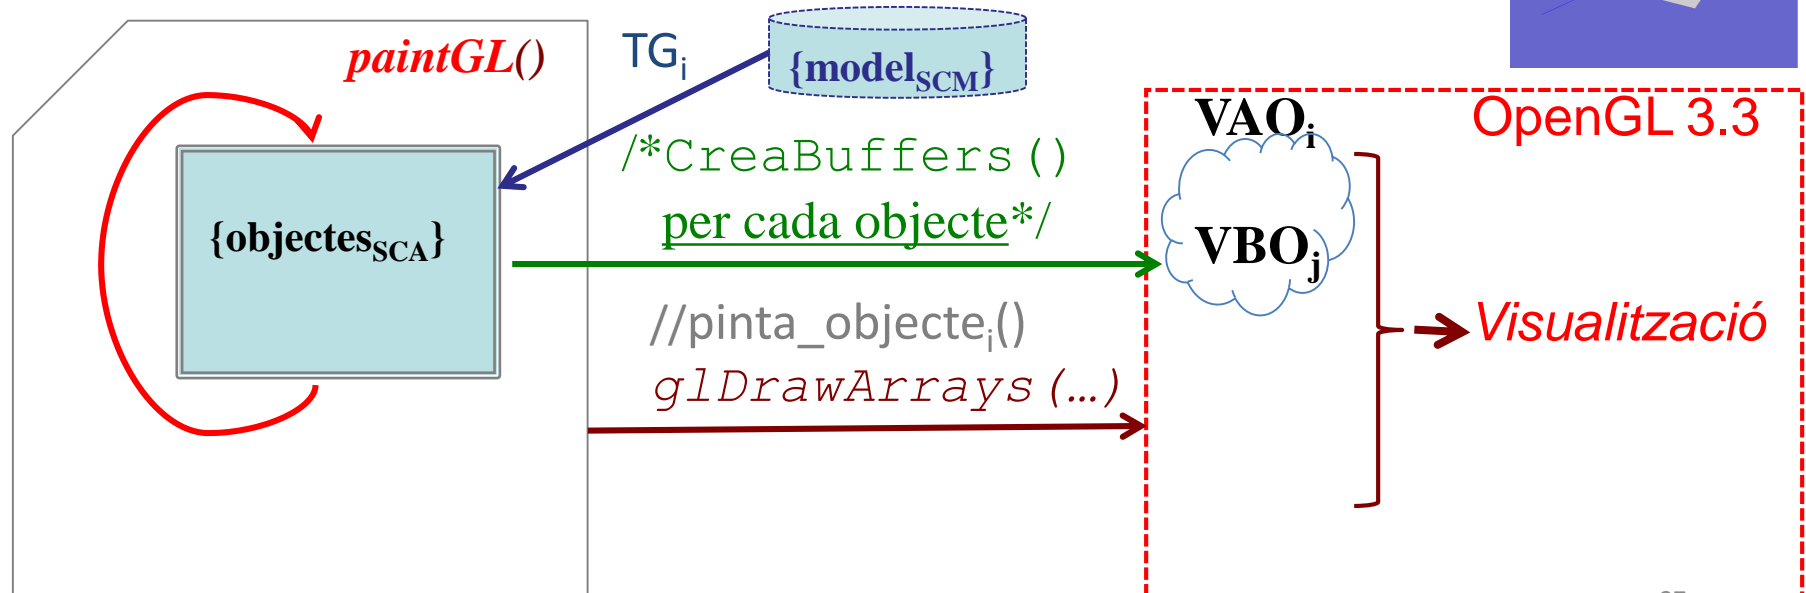 paintGL()
TGi
{modelSCM}
{objectesSCA}
/*CreaBuffers()
per cada objecte*/
//pinta_objectei()
glDrawArrays(…)
VAOi
OpenGL 3.3
VBOj
Visualització